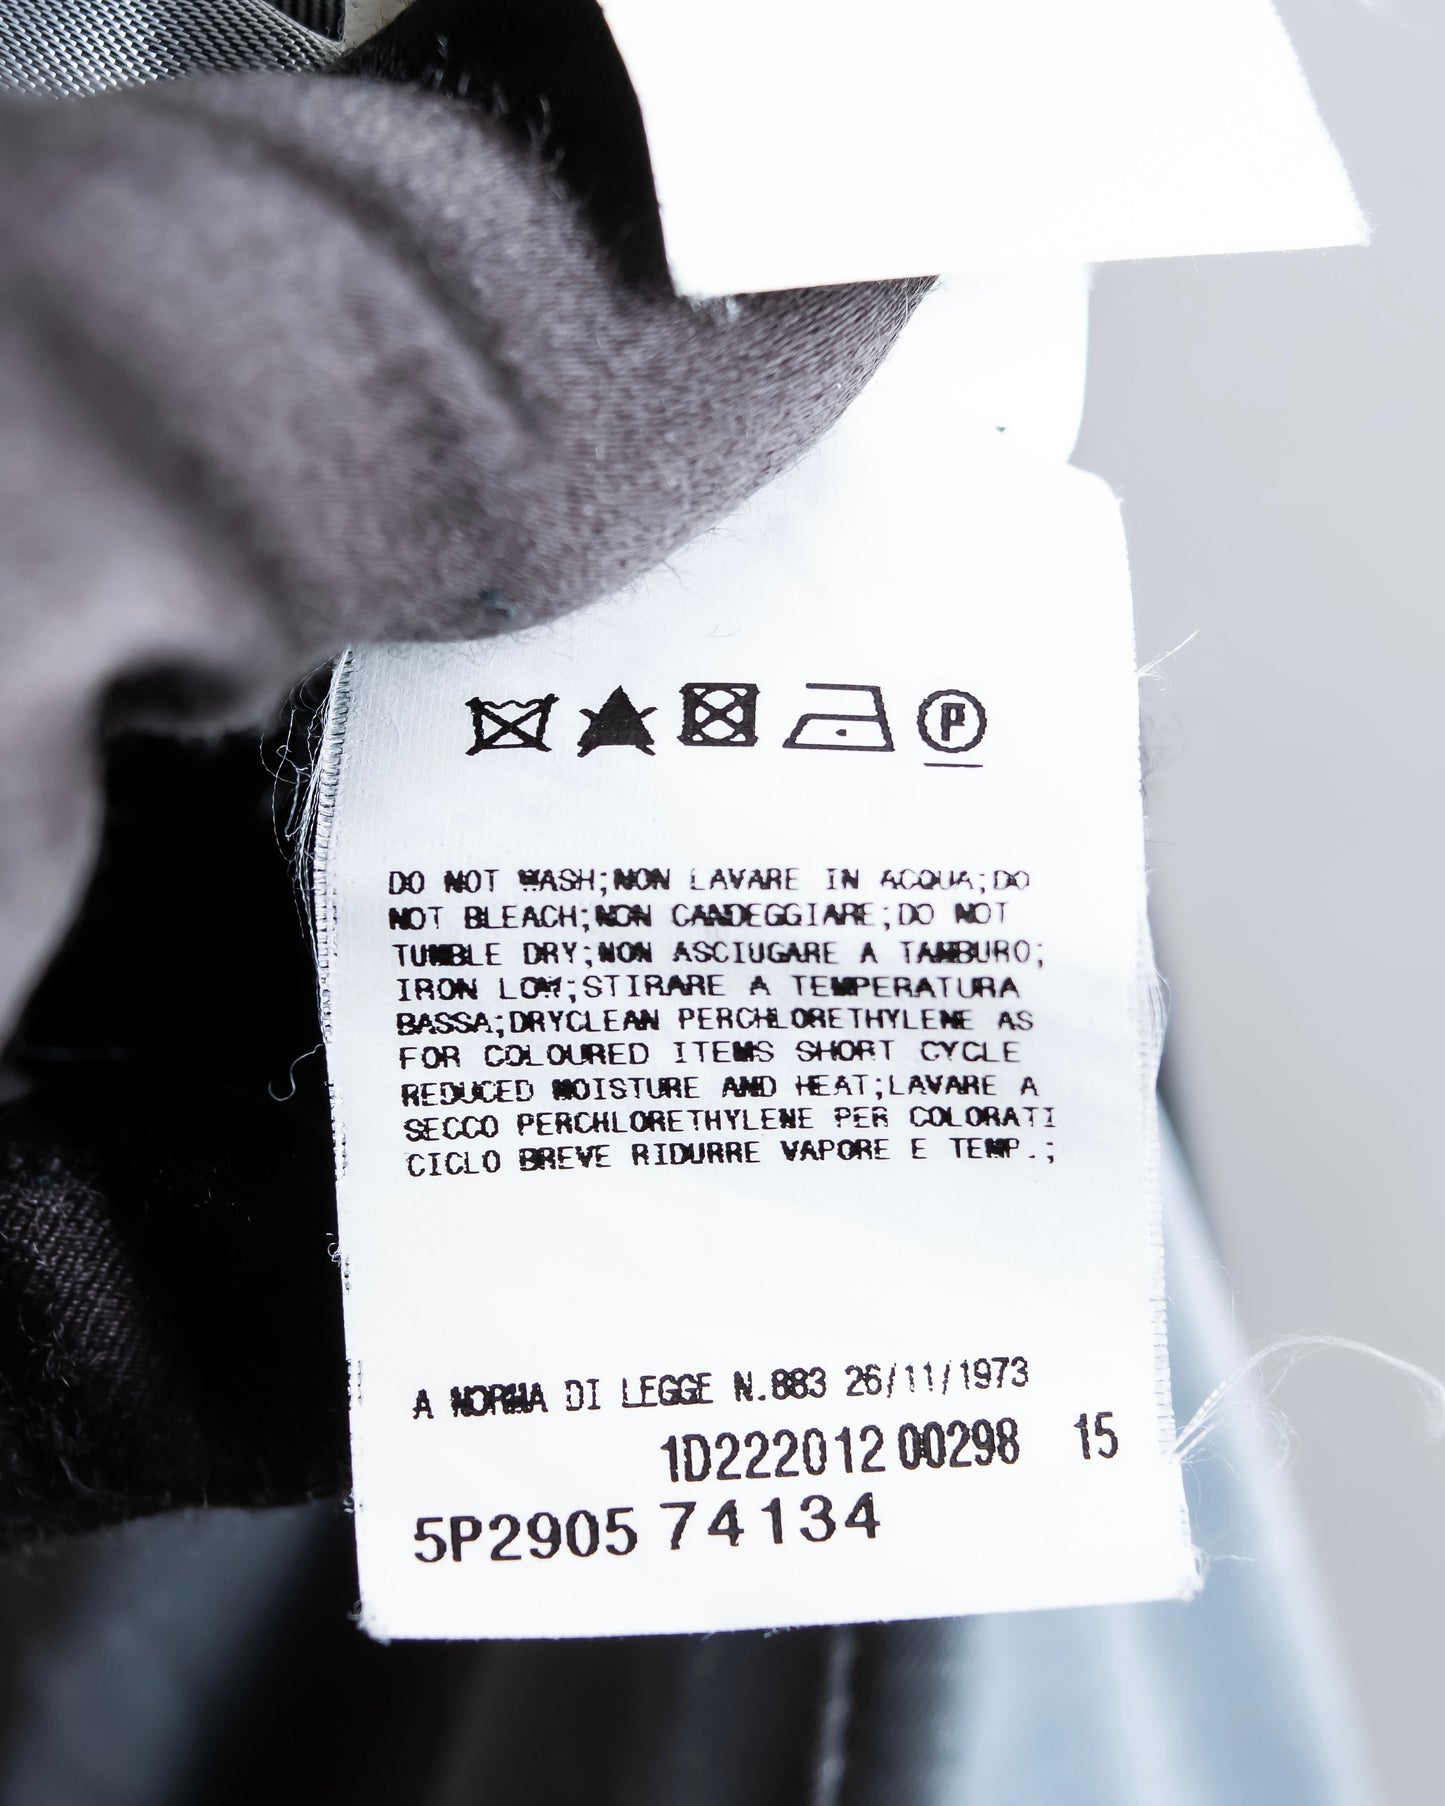 P
DO NOT WASH;NON LAVARE IN ACQUA;DO
NOT BLEACH;NON CANDEGGIARE;DO NOT
TUMBLE DRY;NON ASCIUGARE A TAMBURO;
IRON LOW;STIRARE A TEMPERATURA
BASSA;DRYCLEAN PERCHLORETHYLENE AS
FOR COLOURED ITEMS SHORT CYCLE
REDUCED MOISTURE AND HEAT;LAVARE A
SECCO PERCHLORETHYLENE PER COLORATI
CICLO BREVE RIDURRE VAPORE E TEMP.;
A NORMA DI LEGGE N.883 26/11/1973
1D222012 00298 15
5P2905 74134